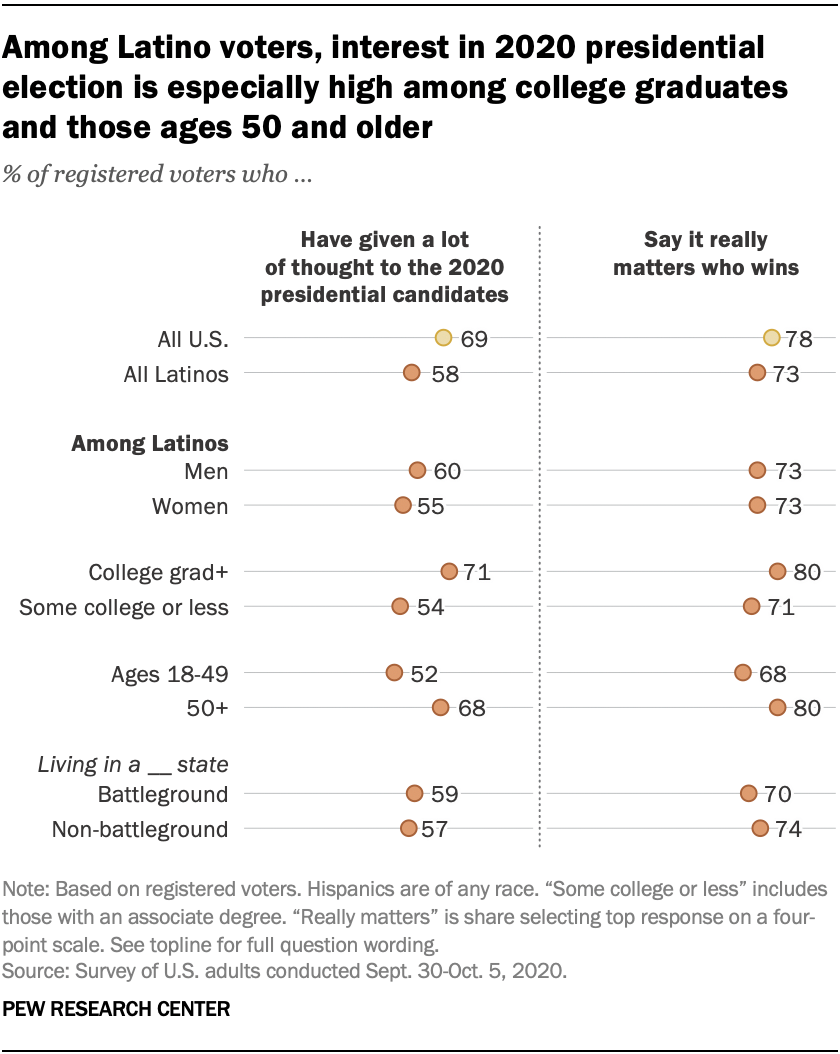 Among Latino voters, interest in 2020 presidential
election is especially high among college graduates
and those ages 50 and older
% of registered voters who ...
Have given a lot
of thought to the 2020
presidential candidates
Say it really
matters who wins
All U.S. 69 78
All Latinos 58 73
Among Latinos
Men 60 73
Women 55 73
College grad+ 71 80
Some college or less 54 71
Ages 18-49 52 68
50+ 68 80
Living in a __ state
Battleground 59 70
Non-battleground 57 74
Note: Based on registered voters. Hispanics are of any race. “Some college or less” includes
those with an associate degree. “Really matters” is share selecting top response on a four-
point scale. See topline for full question wording.
Source: Survey of U.S. adults conducted Sept. 30-Oct. 5, 2020.
PEW RESEARCH CENTER